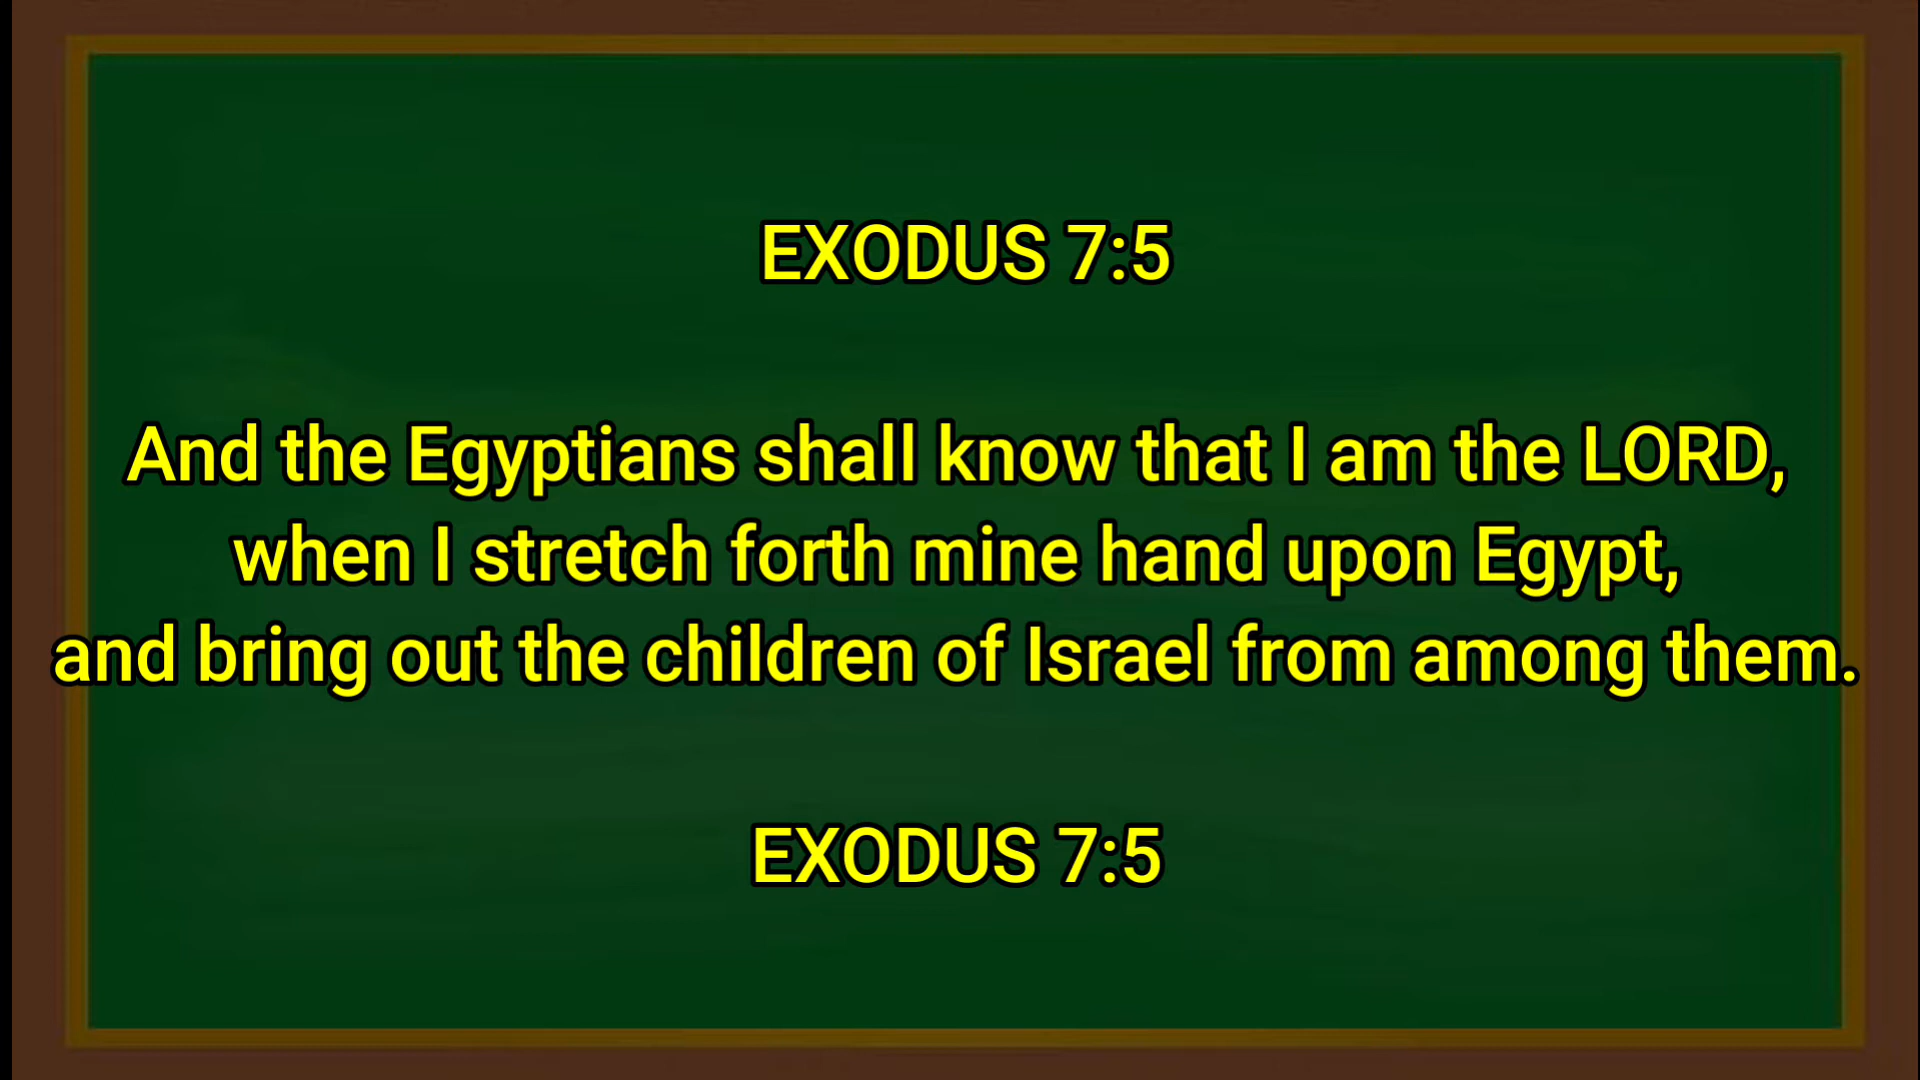 EXODUS 7:5
And the Egyptians shall know that I am the LORD,
when I stretch forth mine hand upon Egypt,
and bring out the children of Israel from among them.
EXODUS 7:5